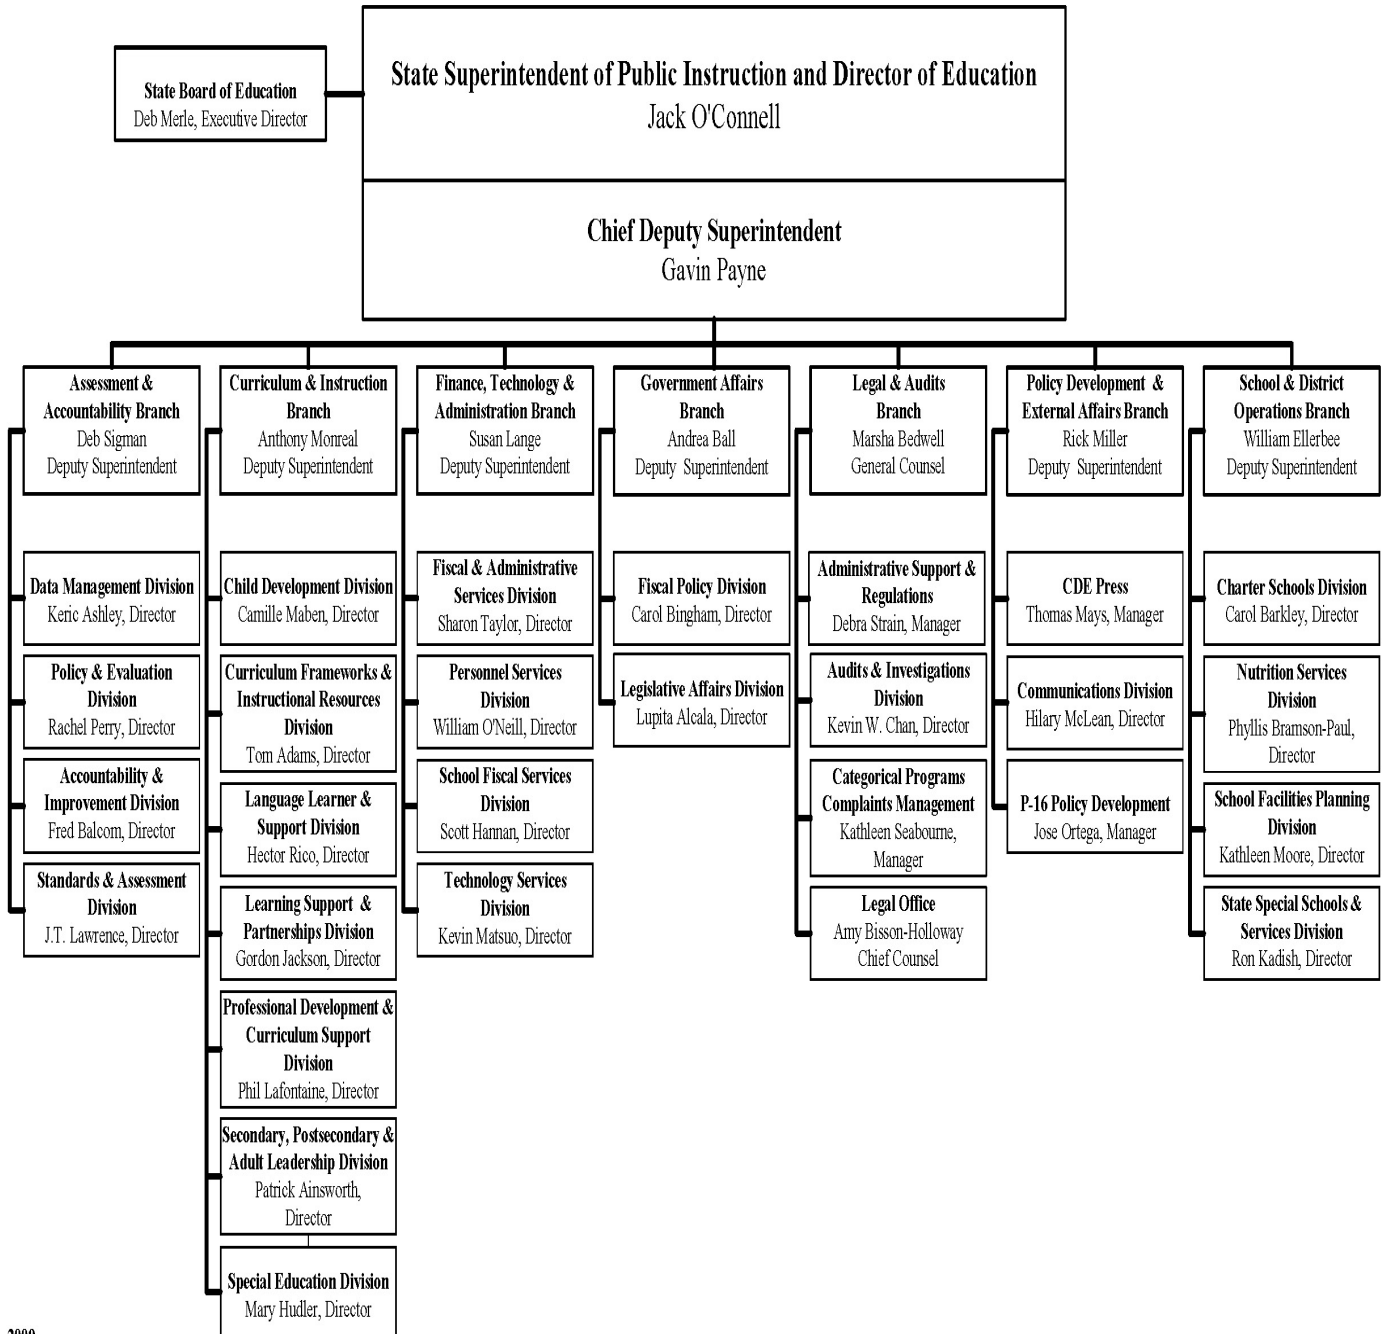 State Superintendent of Public Instruction and Director of Education
Jack O'Connell
State Board of Education
Deb Merle, Executive Director
Chief Deputy Superintendent
Gavin Payne
Assessment &
Accountability Branch
Deb Sigman
Deputy Superintendent
Data Management Division
Keric Ashley, Director
Policy & Evaluation
Division
Rachel Perry, Director
Accountability &
Improvement Division
Fred Balcom, Director
Standards & Assessment
Division
J.T. Lawrence, Director
Curriculum & Instruction
Branch
Anthony Monreal
Deputy Superintendent
Child Development Division
Camille Maben, Director
Curriculum Frameworks &
Instructional Resources
Division
Tom Adams, Director
Language Learner &
Support Division
Hector Rico, Director
Learning Support &
Partnerships Division
Gordon Jackson, Director
Professional Development &
Curriculum Support
Division
Phil Lafontaine, Director
Secondary, Postsecondary &
Adult Leadership Division
Patrick Ainsworth,
Director
Special Education Division
Mary Hudler, Director
Finance, Technology &
Administration Branch
Susan Lange
Deputy Superintendent
Fiscal & Administrative
Services Division
Sharon Taylor, Director
Personnel Services
Division
William O'Neill, Director
School Fiscal Services
Division
Scott Hannan, Director
Technology Services
Division
Kevin Matsuo, Director
Government Affairs
Branch
Andrea Ball
Deputy Superintendent
Fiscal Policy Division
Carol Bingham, Director
Legislative Affairs Division
Lupita Alcala, Director
Legal & Audits
Branch
Marsha Bedwell
General Counsel
Administrative Support &
Regulations
Debra Strain, Manager
Audits & Investigations
Division
Kevin W. Chan, Director
Categorical Programs
Complaints Management
Kathleen Seabourne,
Manager
Legal Office
Amy Bisson-Holloway
Chief Counsel
Policy Development &
External Affairs Branch
Rick Miller
Deputy Superintendent
CDE Press
Thomas Mays, Manager
Communications Division
Hilary McLean, Director
P-16 Policy Development
Jose Ortega, Manager
School & District
Operations Branch
William Ellerbee
Deputy Superintendent
Charter Schools Division
Carol Barkley, Director
Nutrition Services
Division
Phyllis Bramson-Paul,
Director
School Facilities Planning
Division
Kathleen Moore, Director
State Special Schools &
Services Division
Ron Kadish, Director